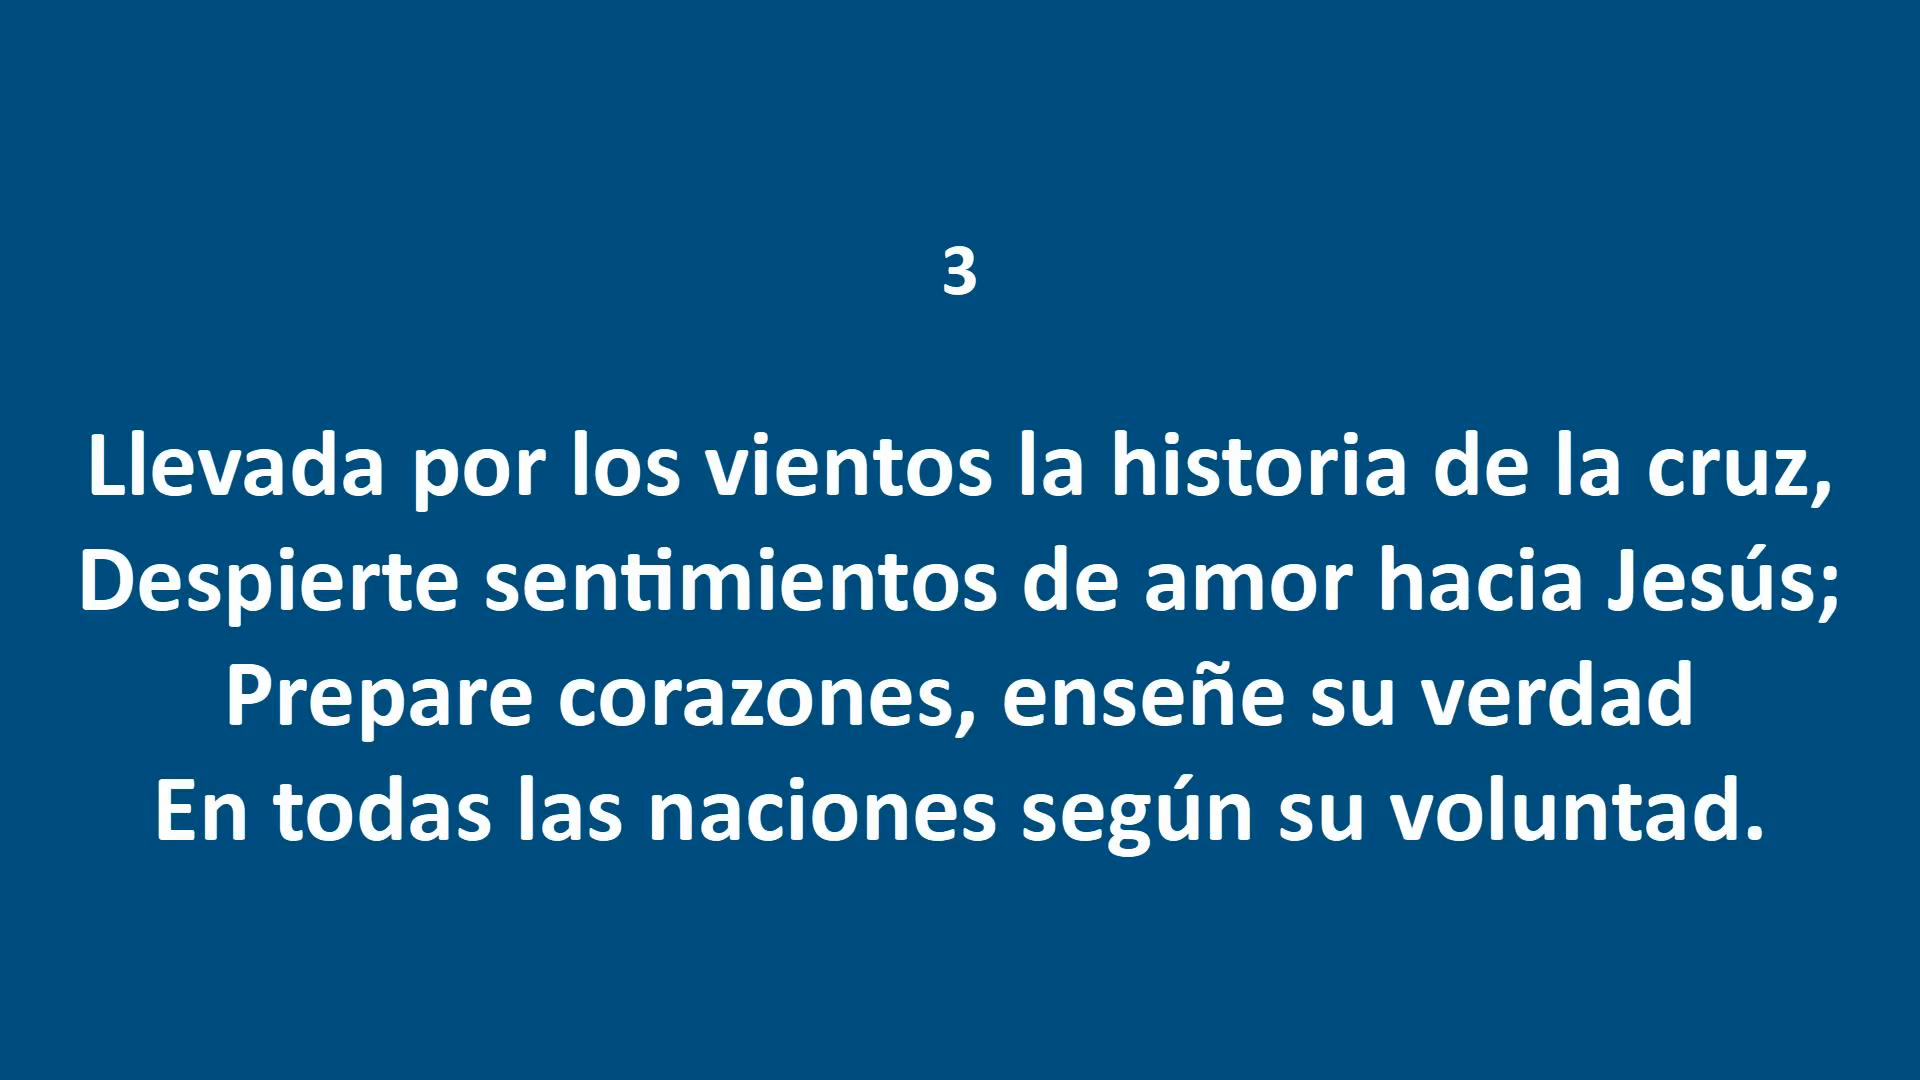 3
Llevada por los vientos la historia de la cruz,
Despierte sentimientos de amor hacia Jesús;
Prepare corazones, enseñe su verdad
En todas las naciones según su voluntad.